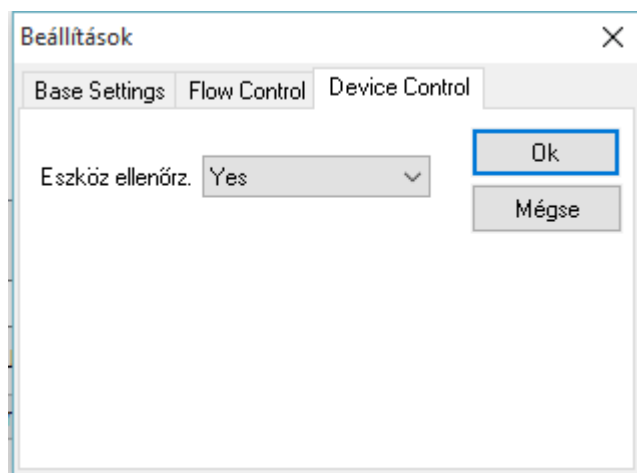 Beállítások
Base Settings Flow Control Device Control
Eszköz ellenőrz. Yes
Ok
Mégse